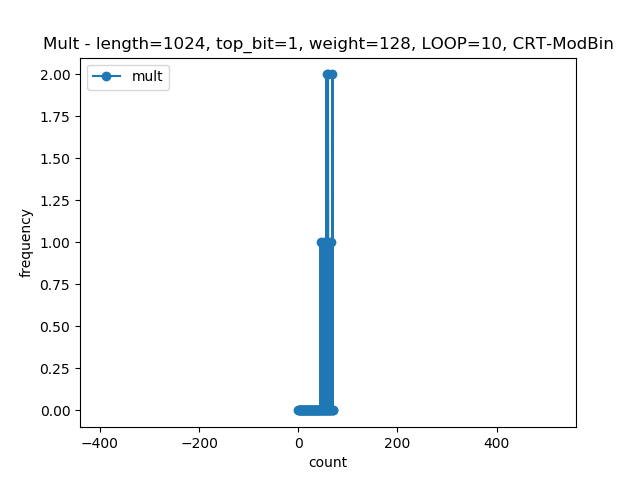 Mult - length=1024, top_bit=1, weight=128, LOOP=10, CRT-ModBin
mult
2.00
1.75
1.50
1.25
1.00
0.75
0.50
0.25
0.00
frequency
−400 −200 0 200 400
count